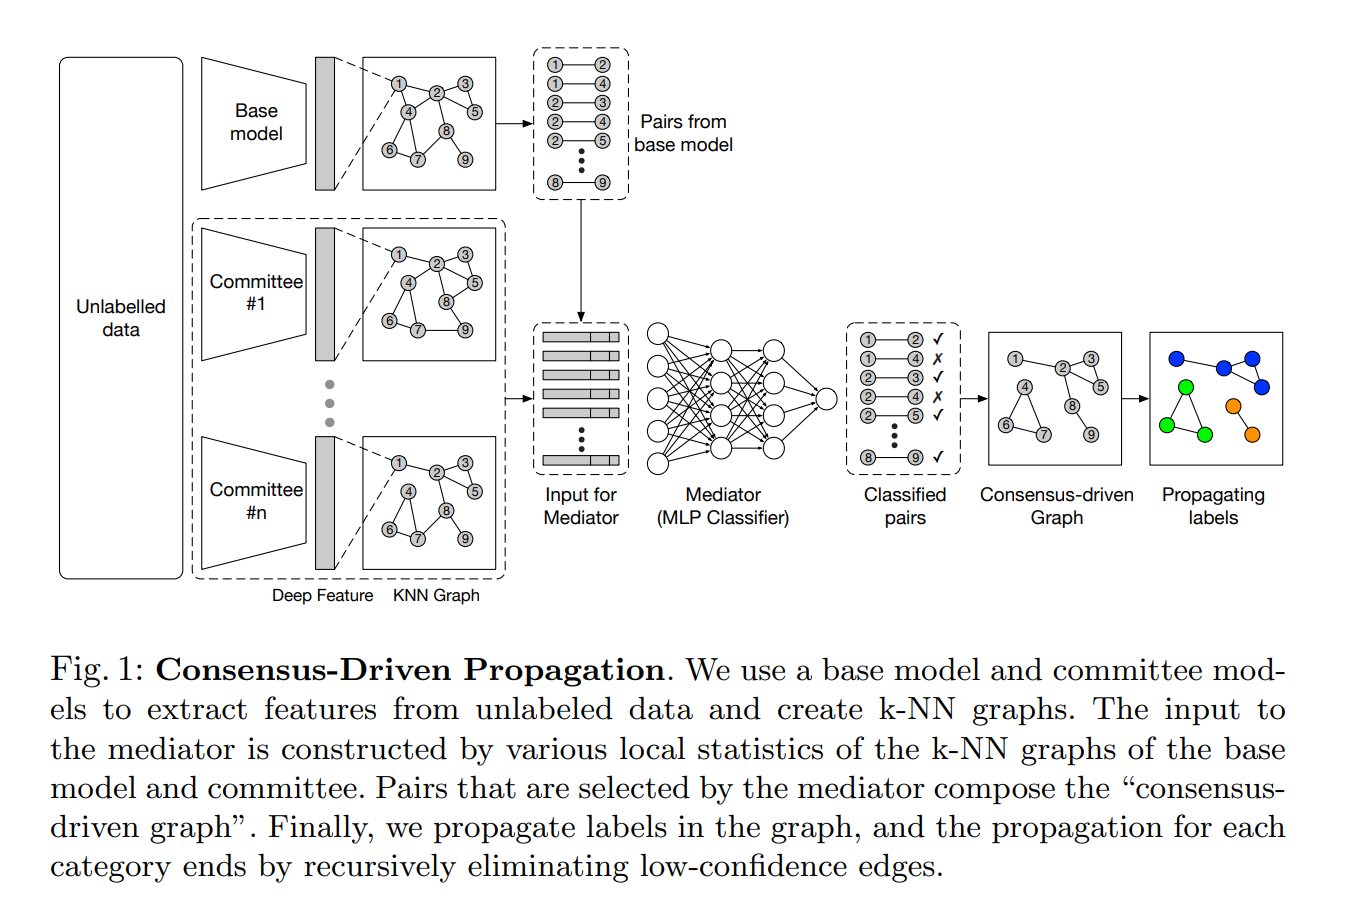 Unlabelled
data
Base
model
1
2
3
4
5
6
7
8
9
1 2
1 4
2 3
2 4
2 5
8 9
Pairs from
base model
Committee
#1
1
2
3
4
5
6
7
8
9
Committee
#n
1
2
3
4
5
6
7
8
9
Deep Feature KNN Graph
Input for
Mediator
Mediator
(MLP Classifier)
1 2 ✓
1 4 ✗
2 3 ✓
2 4 ✗
2 5 ✓
8 9 ✓
Classified
pairs
1
2
3
4
5
6
7
8
9
Consensus-driven
Graph
Propagating
labels
Fig. 1: Consensus-Driven Propagation. We use a base model and committee mod-
els to extract features from unlabeled data and create k-NN graphs. The input to
the mediator is constructed by various local statistics of the k-NN graphs of the base
model and committee. Pairs that are selected by the mediator compose the “consensus-
driven graph”. Finally, we propagate labels in the graph, and the propagation for each
category ends by recursively eliminating low-confidence edges.